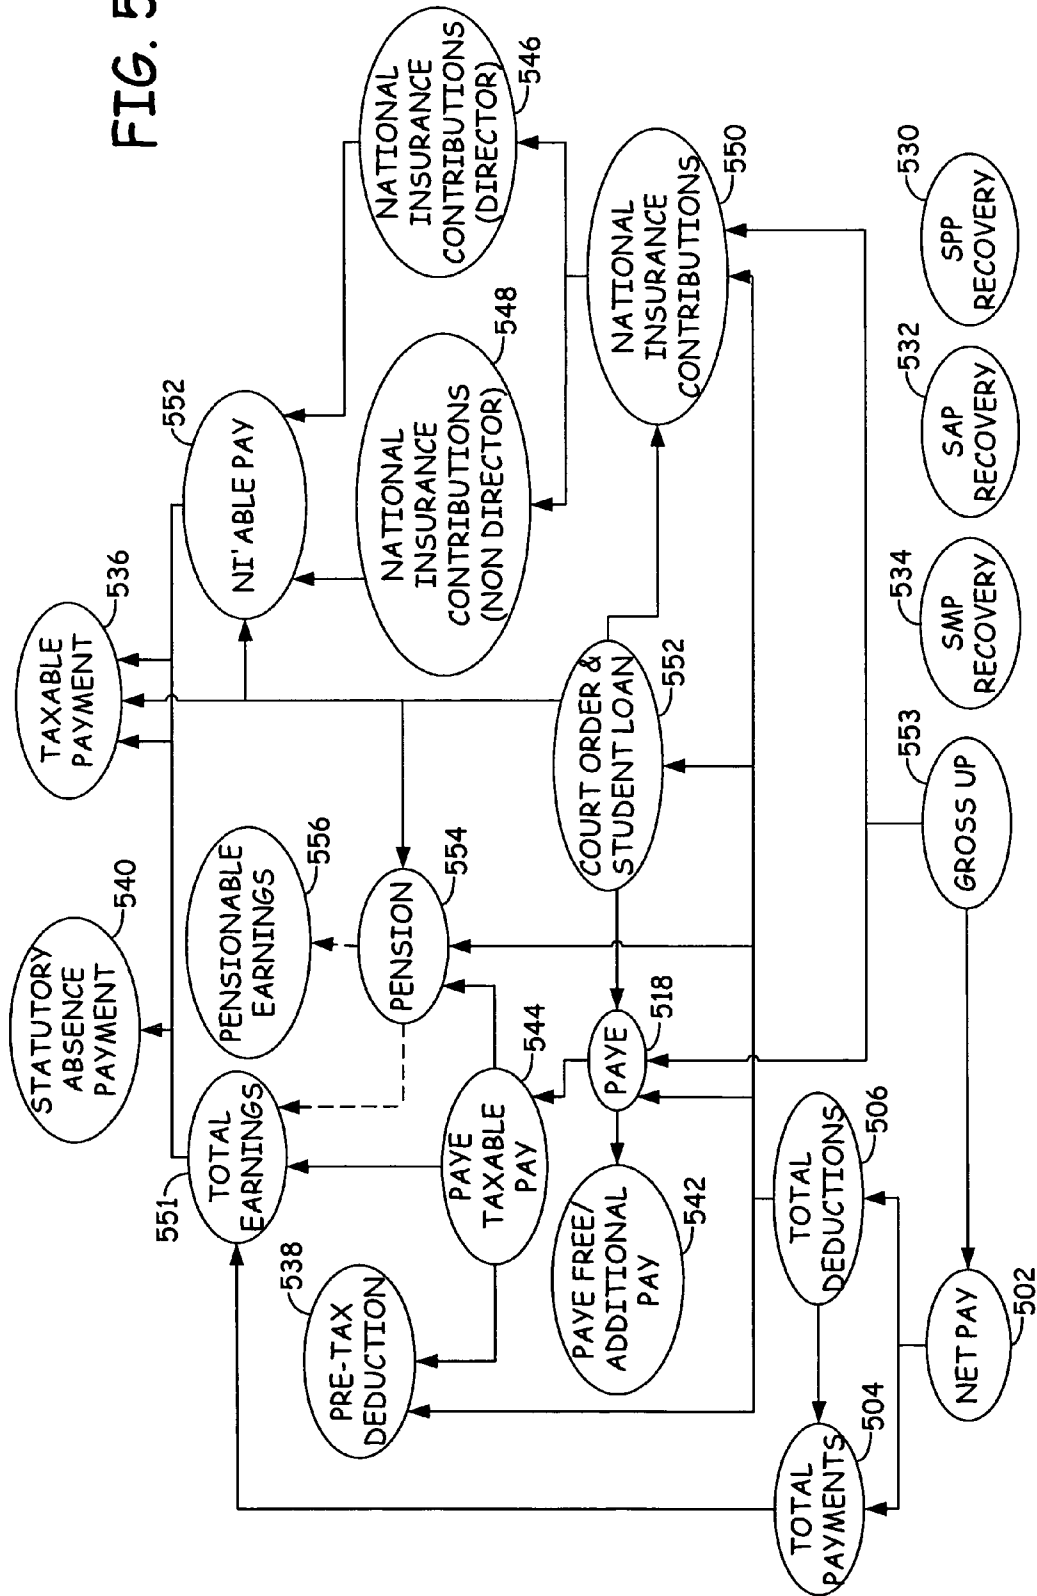 FIG. 5
STATUTORY
ABSENCE
PAYMENT
540
TAXABLE
PAYMENT
536
551
TOTAL
EARNINGS
PENSIONABLE
EARNINGS
556
NI'ABLE PAY
552
538
PRE-TAX
DEDUCTION
PENSION
554
NATIONAL
INSURANCE
CONTRIBUTIONS
(NON DIRECTOR)
548
NATIONAL
INSURANCE
CONTRIBUTIONS
(DIRECTOR)
546
PAYE
TAXABLE
PAY
544
PAYE FREE/
ADDITIONAL
PAY
542
PAYE
518
COURT ORDER &
STUDENT LOAN
552
NATIONAL
INSURANCE
CONTRIBUTIONS
550
TOTAL
PAYMENTS
504
TOTAL
DEDUCTIONS
506
NET PAY
502
GROSS UP
553
SMP
RECOVERY
534
SAP
RECOVERY
532
SPP
RECOVERY
530